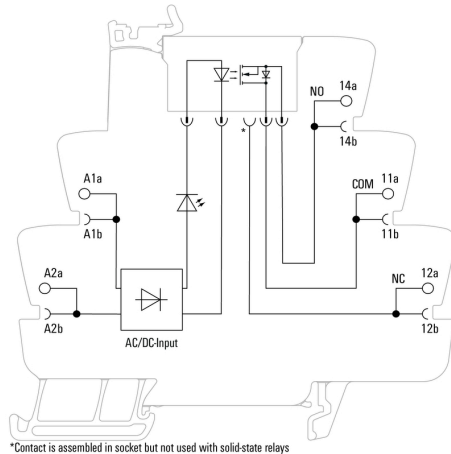 NO
14a
14b
*
A1a
A1b
COM
11a
11b
A2a
A2b
NC
12a
12b
AC/DC-Input
*Contact is assembled in socket but not used with solid-state relays